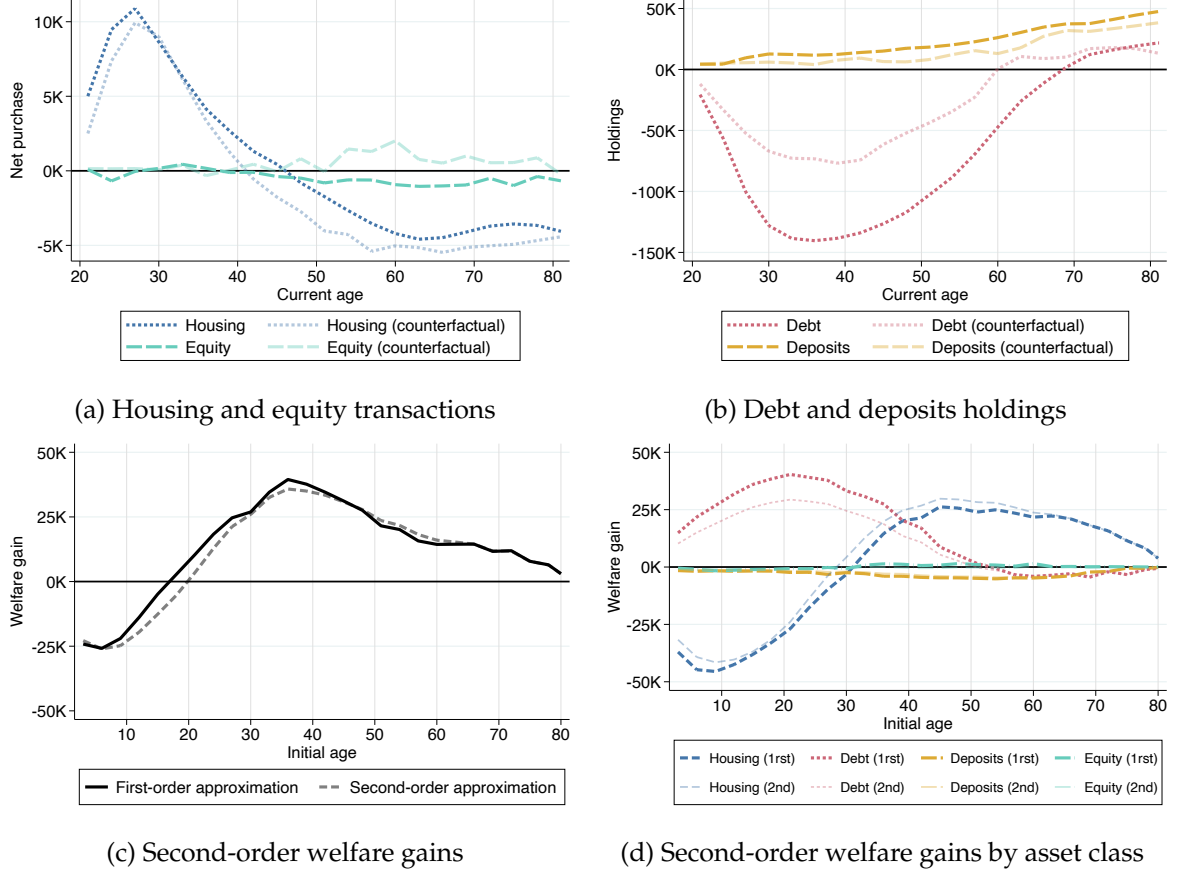 10K
5K
0K
-5K
Net purchase
20 30 40 50 60 70 80
Current age
Housing Housing (counterfactual)
Equity Equity (counterfactual)
(a) Housing and equity transactions
50K
0K
-50K
-100K
-150K
Holdings
20 30 40 50 60 70 80
Current age
Debt Debt (counterfactual)
Deposits Deposits (counterfactual)
(b) Debt and deposits holdings
50K
25K
0K
-25K
-50K
Welfare gain
10 20 30 40 50 60 70 80
Initial age
First-order approximation Second-order approximation
(c) Second-order welfare gains
50K
25K
0K
-25K
-50K
Welfare gain
10 20 30 40 50 60 70 80
Initial age
Housing (1rst) Debt (1rst) Deposits (1rst) Equity (1rst)
Housing (2nd) Debt (2nd) Deposits (2nd) Equity (2nd)
(d) Second-order welfare gains by asset class